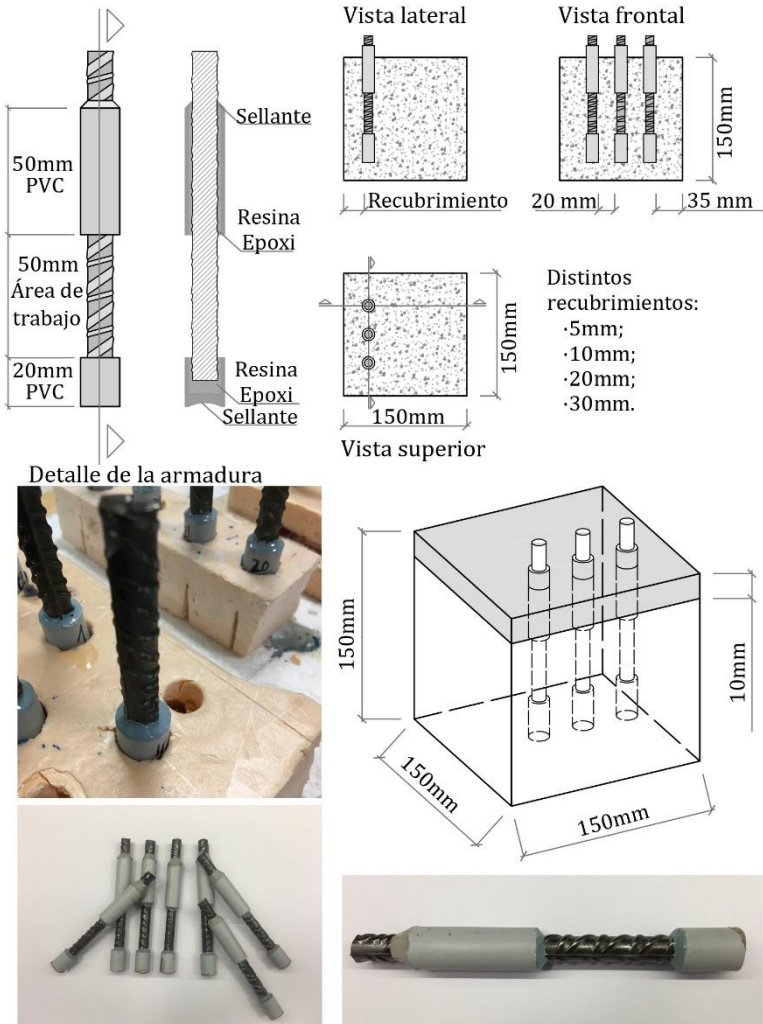 Vista lateral
Vista frontal
Sellante
50mm
PVC
Resina
Epoxi
50mm
Área de
trabajo
20mm
PVC
Resina
Epoxi
Sellante
Recubrimiento
150mm
20 mm
35 mm
150mm
150mm
Vista superior
Distintos
recubrimientos:
·5mm;
·10mm;
·20mm;
·30mm.
Detalle de la armadura
20
150mm
10mm
150mm
150mm